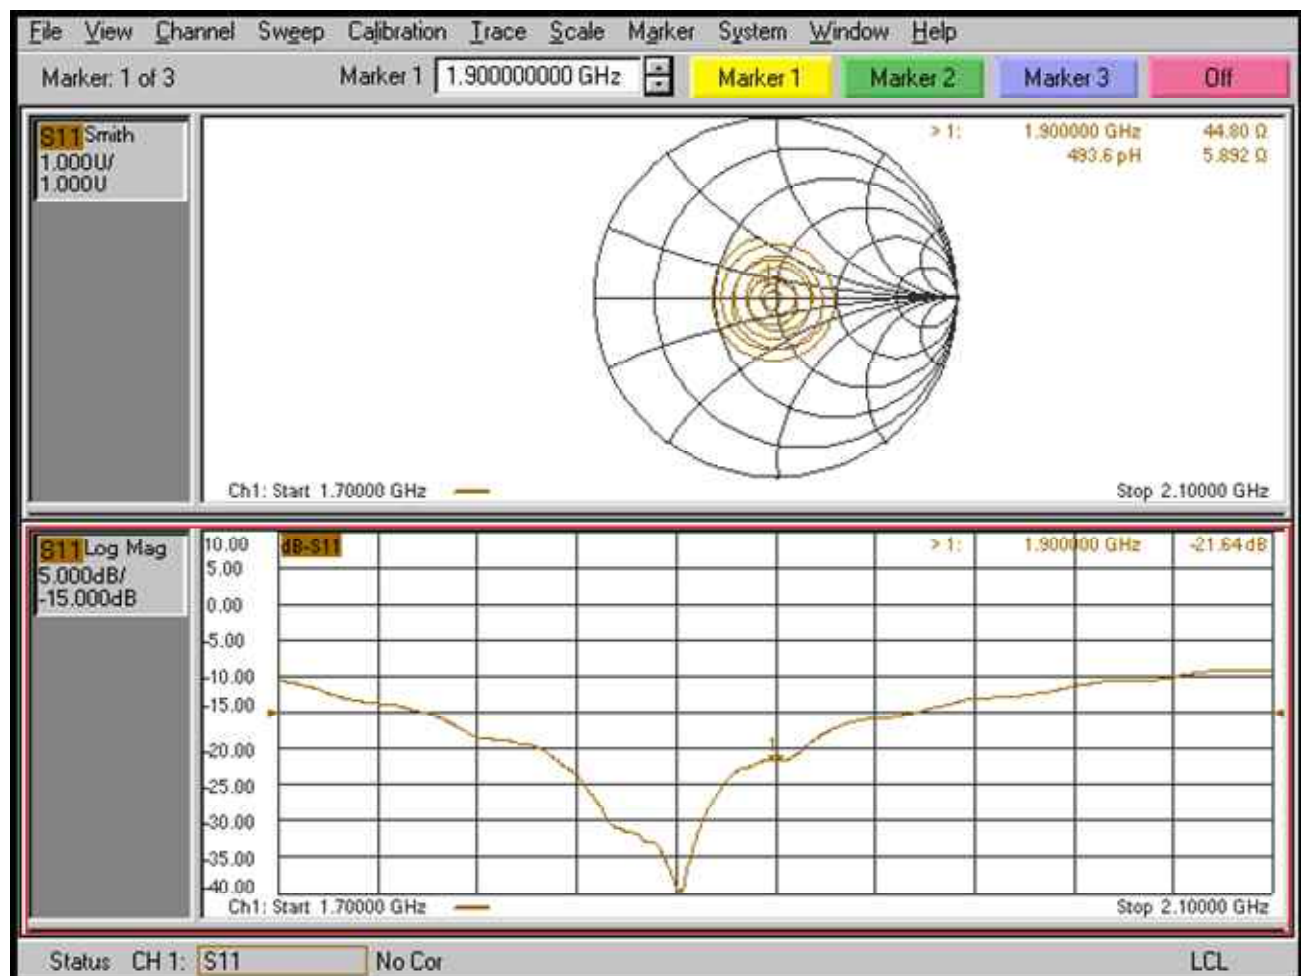 File View Channel Sweep Calibration Trace Scale Marker System Window Help
Marker: 1 of 3 Marker 1 1.900000000 GHz Marker 1 Marker 2 Marker 3 Off
S11 Smith
1.000U/
1.000U
> 1: 1.900000 GHz 44.80 Ω
493.6 pH 5.892 Ω
1
Ch1: Start 1.70000 GHz Stop 2.10000 GHz
S11 Log Mag
5.000dB/
-15.000dB
10.00 dB-S11 > 1: 1.900000 GHz -21.64 dB
5.00
0.00
-5.00
-10.00
-15.00
-20.00
-25.00
-30.00
-35.00
-40.00
1
Ch1: Start 1.70000 GHz Stop 2.10000 GHz
Status CH 1: S11 No Cor LCL